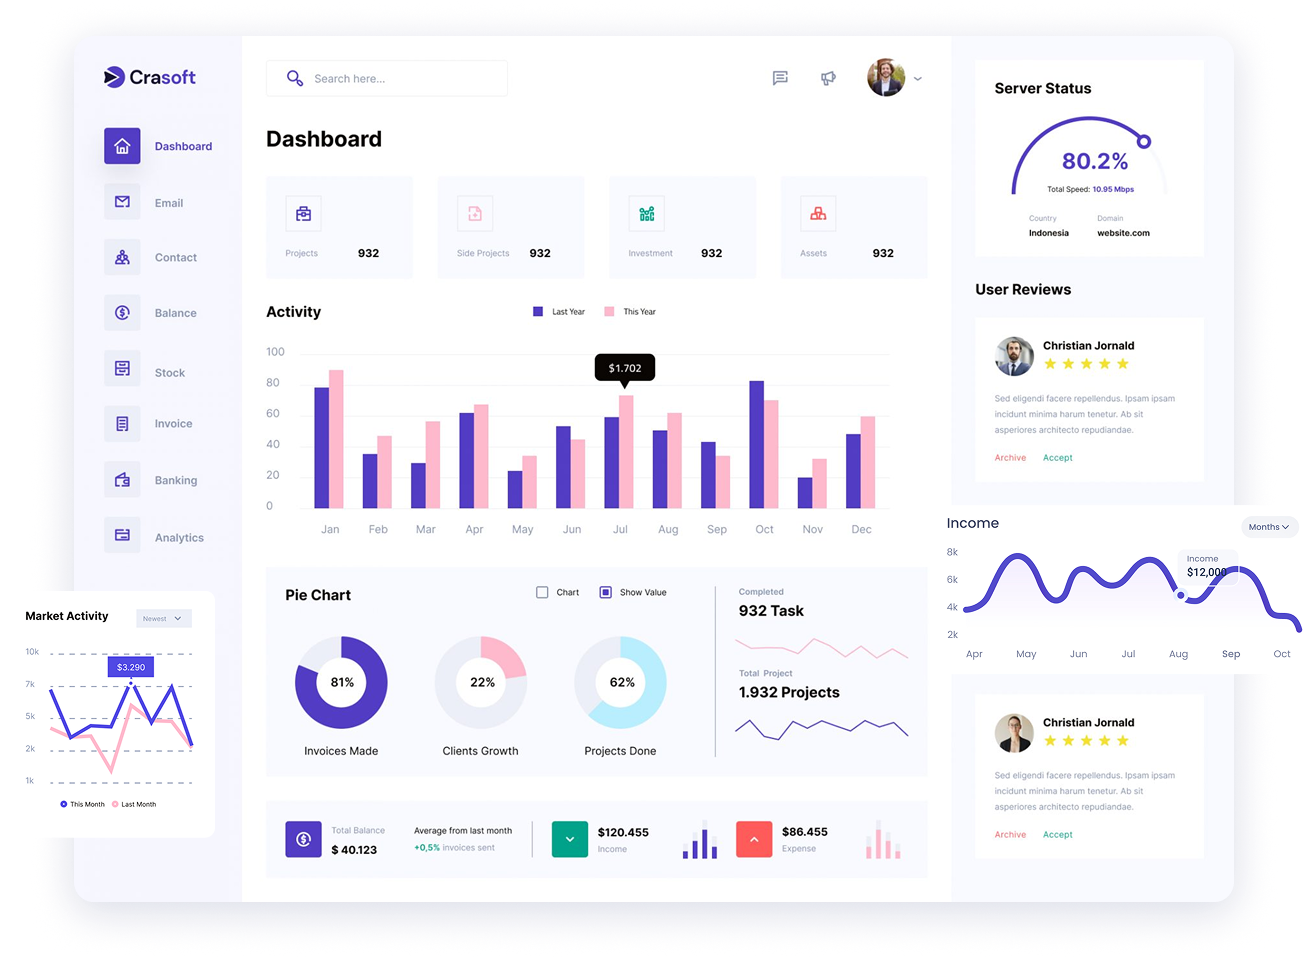 Crasoft
Dashboard
Email
Contact
Balance
Stock
Invoice
Banking
Analytics
Market Activity
Newest
10k
$3.290
7k
5k
2k
1k
This Month Last Month
Search here...
Dashboard
Projects 932
Side Projects 932
Investment 932
Assets 932
Activity
Last Year This Year
100
80
60
40
20
0
$1.702
Jan Feb Mar Apr May Jun Jul Aug Sep Oct Nov Dec
Pie Chart
Chart Show Value
81%
Invoices Made
22%
Clients Growth
62%
Projects Done
Completed
932 Task
Total Project
1.932 Projects
Total Balance
$ 40.123
Average from last month
+0,5% invoices sent
$120.455
Income
$86.455
Expense
Server Status
80.2%
Total Speed: 10.95 Mbps
Country Domain
Indonesia website.com
User Reviews
Christian Jornald
Sed eligendi facere repellendus. Ipsam ipsam
incidunt minima harum tenetur. Ab sit
asperiores architecto repudiandae.
Archive Accept
Income
Months
8k
6k
4k
2k
Income
$12,000
Apr May Jun Jul Aug Sep Oct
Christian Jornald
Sed eligendi facere repellendus. Ipsam ipsam
incidunt minima harum tenetur. Ab sit
asperiores architecto repudiandae.
Archive Accept